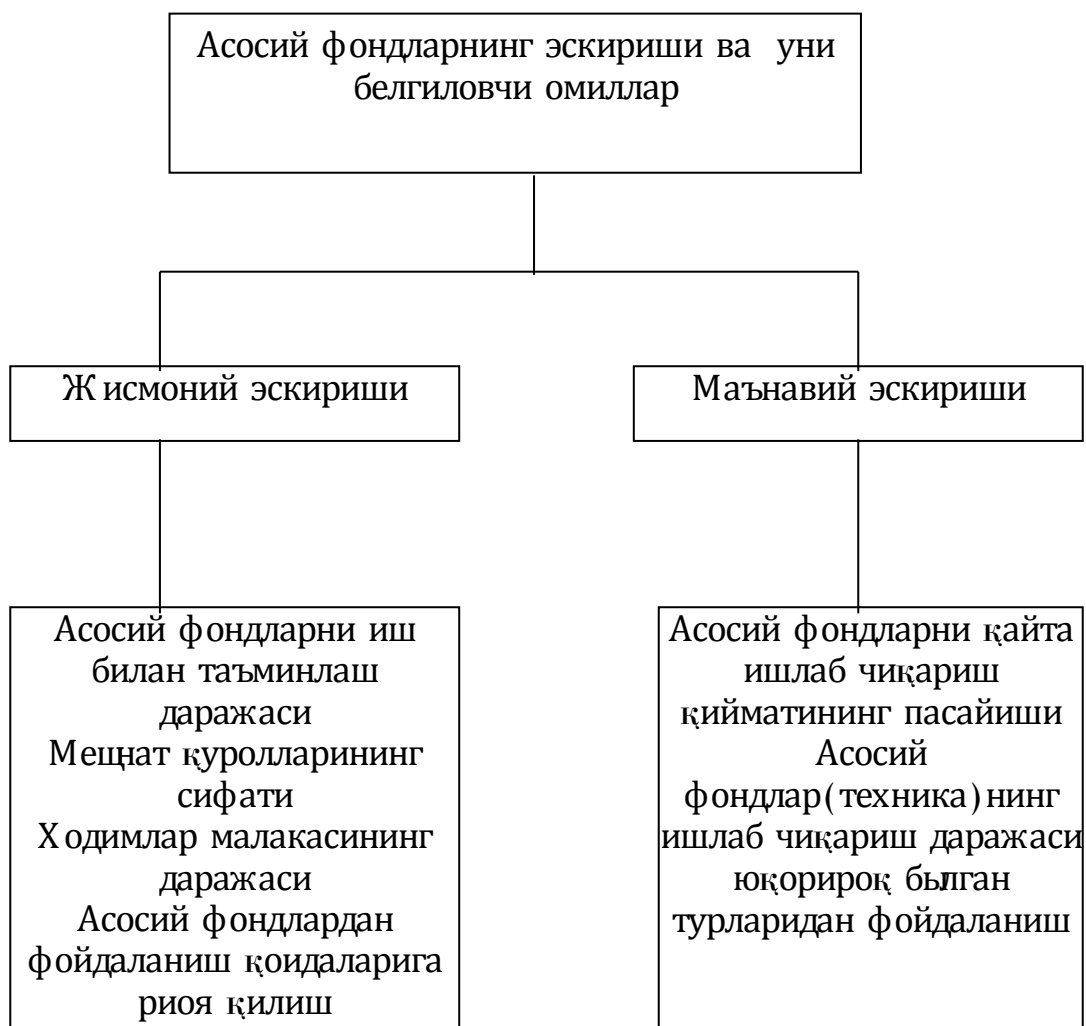 Асосий фондларнинг эскириши ва уни
белгиловчи омиллар
Жисмоний эскириши
Маънавий эскириши
Асосий фондларни иш
билан таъминлаш
даражаси
Мещнат қуролларининг
сифати
Ходимлар малакасининг
даражаси
Асосий фондлардан
фойдаланиш қоидаларига
риоя қилиш
Асосий фондларни қайта
ишлаб чиқариш
қийматининг пасайиши
Асосий
фондлар(техника)нинг
ишлаб чиқариш даражаси
юқорироқ былган
турларидан фойдаланиш